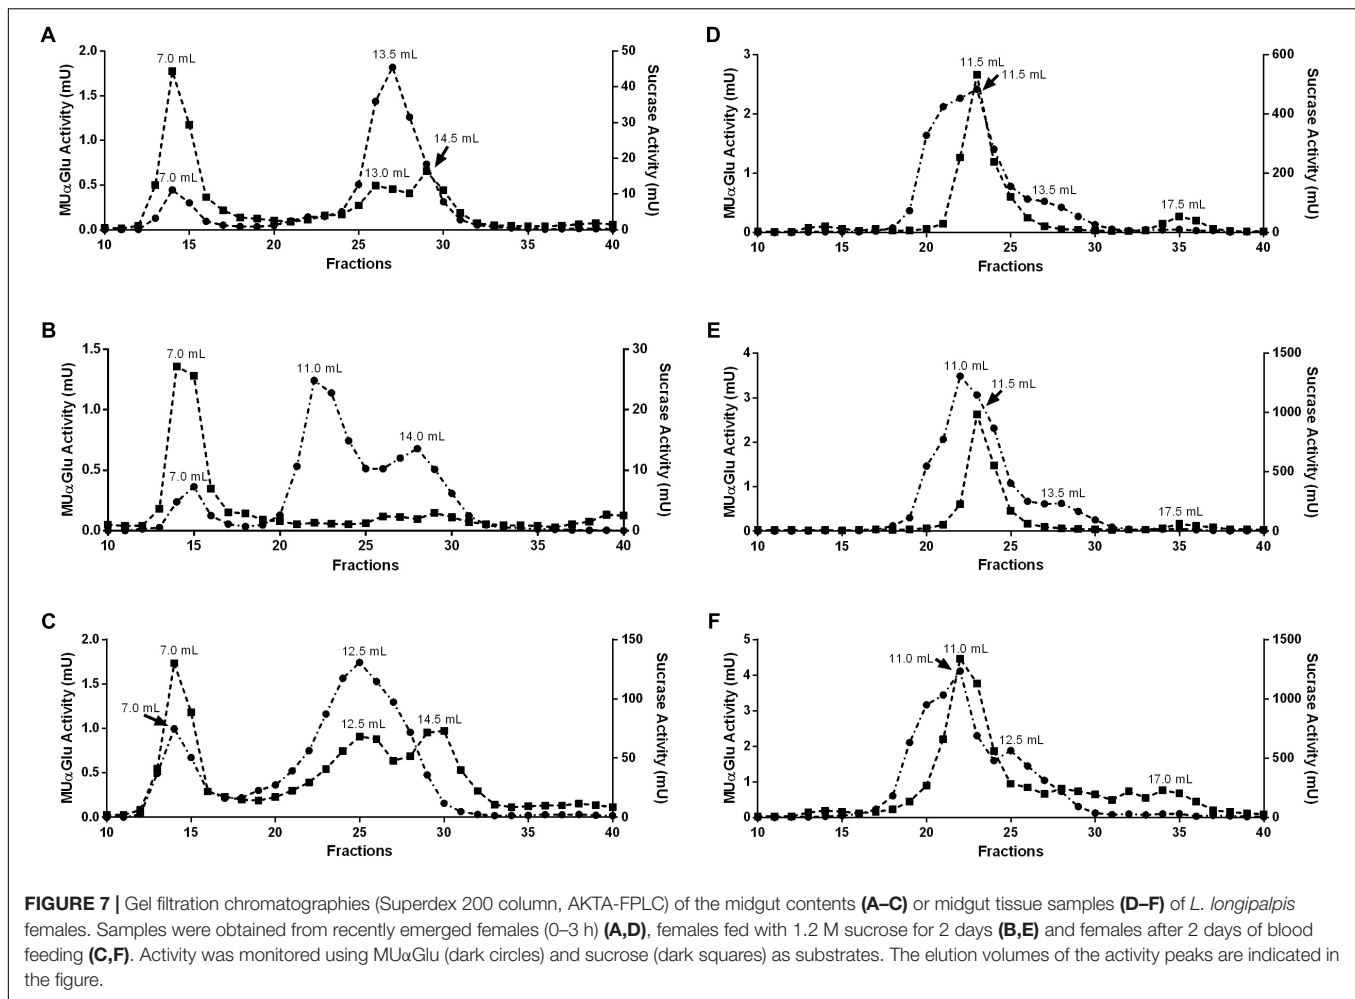 A
MUαGlu Activity (mU)
2.0
1.5
1.0
0.5
0.0
7.0 mL
7.0 mL
13.5 mL
13.0 mL
14.5 mL
50
40
30
20
10
0
Sucrase Activity (mU)
10 15 20 25 30 35 40
Fractions
B
MUαGlu Activity (mU)
1.5
1.0
0.5
0.0
7.0 mL
7.0 mL
11.0 mL
14.0 mL
30
20
10
0
Sucrase Activity (mU)
10 15 20 25 30 35 40
Fractions
C
MUαGlu Activity (mU)
2.0
1.5
1.0
0.5
0.0
7.0 mL
7.0 mL
12.5 mL
12.5 mL
14.5 mL
150
100
50
0
Sucrase Activity (mU)
10 15 20 25 30 35 40
Fractions
D
MUαGlu Activity (mU)
3
2
1
0
11.5 mL
11.5 mL
13.5 mL
17.5 mL
600
400
200
0
Sucrase Activity (mU)
10 15 20 25 30 35 40
Fractions
E
MUαGlu Activity (mU)
4
3
2
1
0
11.0 mL
11.5 mL
13.5 mL
17.5 mL
1500
1000
500
0
Sucrase Activity (mU)
10 15 20 25 30 35 40
Fractions
F
MUαGlu Activity (mU)
5
4
3
2
1
0
11.0 mL
11.0 mL
12.5 mL
17.0 mL
1500
1000
500
0
Sucrase Activity (mU)
10 15 20 25 30 35 40
Fractions
FIGURE 7 | Gel filtration chromatographies (Superdex 200 column, AKTA-FPLC) of the midgut contents (A–C) or midgut tissue samples (D–F) of L. longipalpis
females. Samples were obtained from recently emerged females (0–3 h) (A,D), females fed with 1.2 M sucrose for 2 days (B,E) and females after 2 days of blood
feeding (C,F). Activity was monitored using MUαGlu (dark circles) and sucrose (dark squares) as substrates. The elution volumes of the activity peaks are indicated in
the figure.